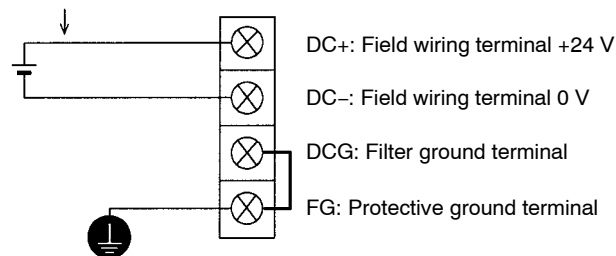 DC+: Field wiring terminal +24 V
DC−: Field wiring terminal 0 V
DCG: Filter ground terminal
FG: Protective ground terminal